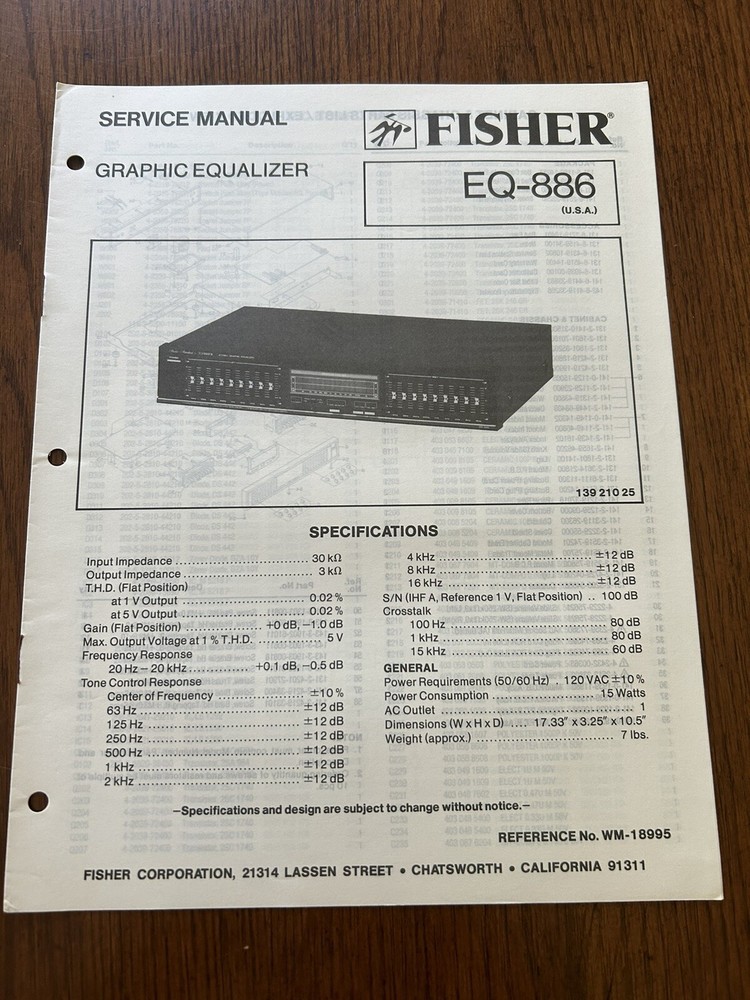 SERVICE MANUAL
FISHER®
GRAPHIC EQUALIZER
EQ-886
(U.S.A.)
139 210 25
SPECIFICATIONS
Input Impedance .......................... 30 kΩ
Output Impedance ......................... 3 kΩ
T.H.D. (Flat Position)
at 1 V Output ......................... 0.02 %
at 5 V Output ......................... 0.02 %
Gain (Flat Position) ............. +0 dB, −1.0 dB
Max. Output Voltage at 1 % T.H.D. ............ 5 V
Frequency Response
20 Hz – 20 kHz ............ +0.1 dB, −0.5 dB
Tone Control Response
Center of Frequency .................. ±10 %
63 Hz ............................... ±12 dB
125 Hz .............................. ±12 dB
250 Hz .............................. ±12 dB
500 Hz .............................. ±12 dB
1 kHz ............................... ±12 dB
2 kHz ............................... ±12 dB
4 kHz ............................... ±12 dB
8 kHz ............................... ±12 dB
16 kHz .............................. ±12 dB
S/N (IHF A, Reference 1 V, Flat Position) .. 100 dB
Crosstalk
100 Hz ............................... 80 dB
1 kHz ................................ 80 dB
15 kHz ............................... 60 dB
GENERAL
Power Requirements (50/60 Hz) . 120 VAC ±10 %
Power Consumption ................... 15 Watts
AC Outlet ................................. 1
Dimensions (W x H x D) .... 17.33" x 3.25" x 10.5"
Weight (approx.) ....................... 7 lbs.
–Specifications and design are subject to change without notice.–
REFERENCE No. WM-18995
FISHER CORPORATION, 21314 LASSEN STREET • CHATSWORTH • CALIFORNIA 91311